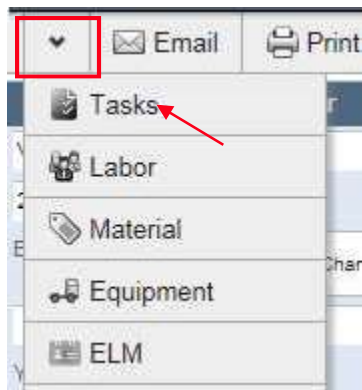 Email Print
Tasks
Labor
Material
Equipment
ELM